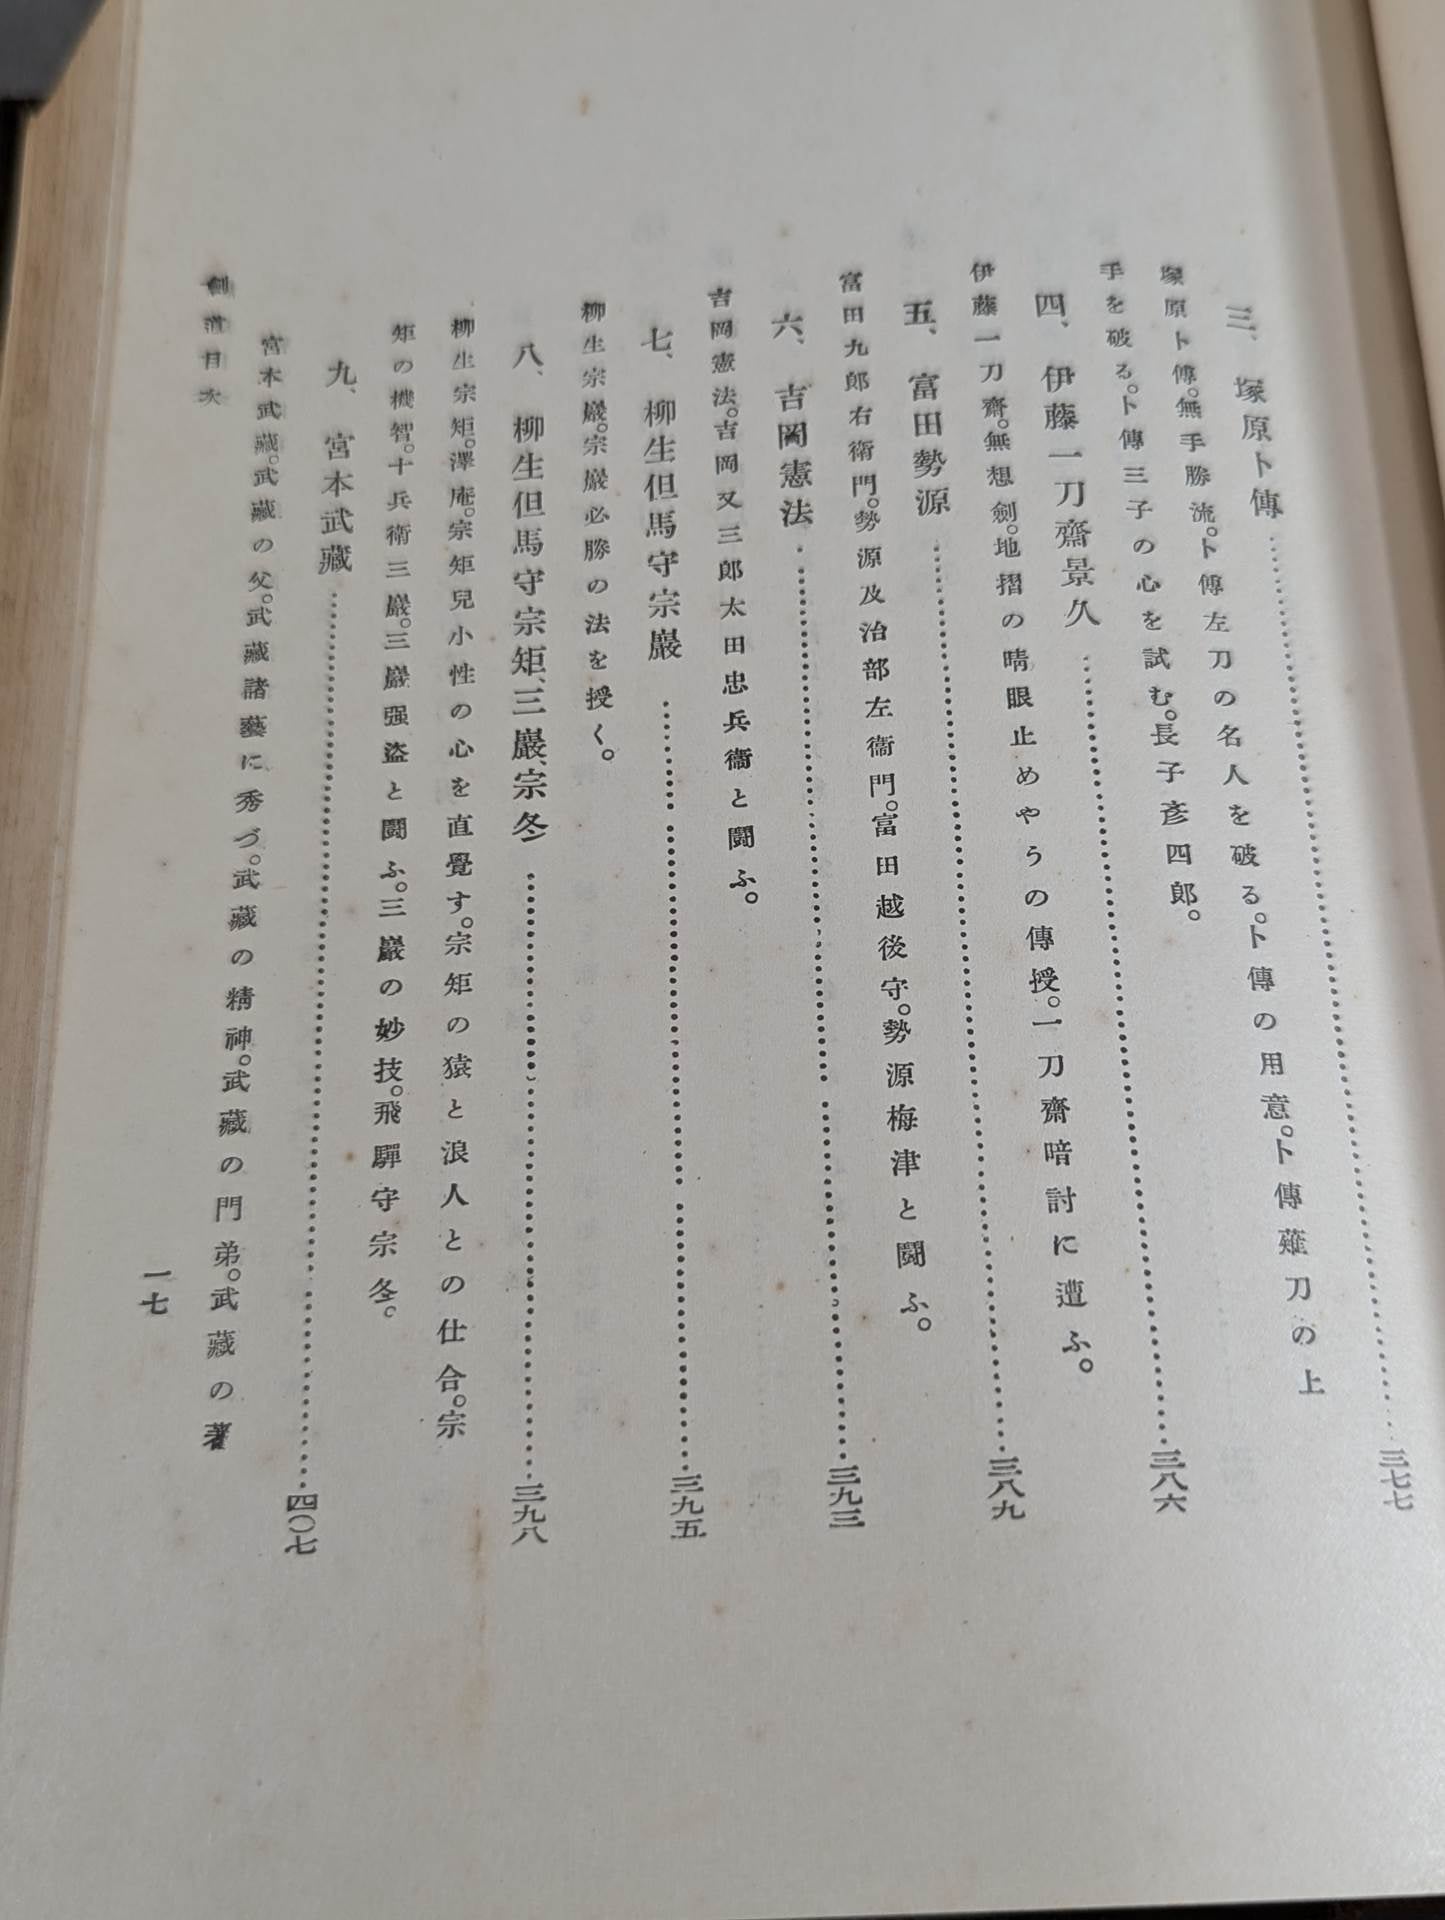 三、塚原卜傳……三七七
塚原卜傳。無手勝流。卜傳左刀の名人を破る。卜傳の用意。卜傳薙刀の上
手を破る。卜傳三子の心を試む。長子彥四郎。
四、伊藤一刀齋景久……三八六
伊藤一刀齋。無想劍。地摺の晴眼止めやうの傳授。一刀齋暗討に遭ふ。
五、富田勢源……三八九
富田九郎右衛門。勢源及治部左衞門。富田越後守。勢源梅津と鬪ふ。
六、吉岡憲法……三九三
吉岡憲法。吉岡又三郎太田忠兵衞と鬪ふ。
七、柳生但馬守宗巖……三九五
柳生宗巖。宗巖必勝の法を授く。
八、柳生但馬守宗矩、三巖、宗冬……三九八
柳生宗矩。澤庵。宗矩兒小性の心を直覺す。宗矩の猿と浪人との仕合。宗
矩の機智。十兵衛三巖。三巖强盗と鬪ふ。三巖の妙技。飛驒守宗冬。
九、宮本武藏……四〇七
宮本武藏。武藏の父。武藏諸藝に秀づ。武藏の精神。武藏の門弟。武藏の著
劍道目次
一七